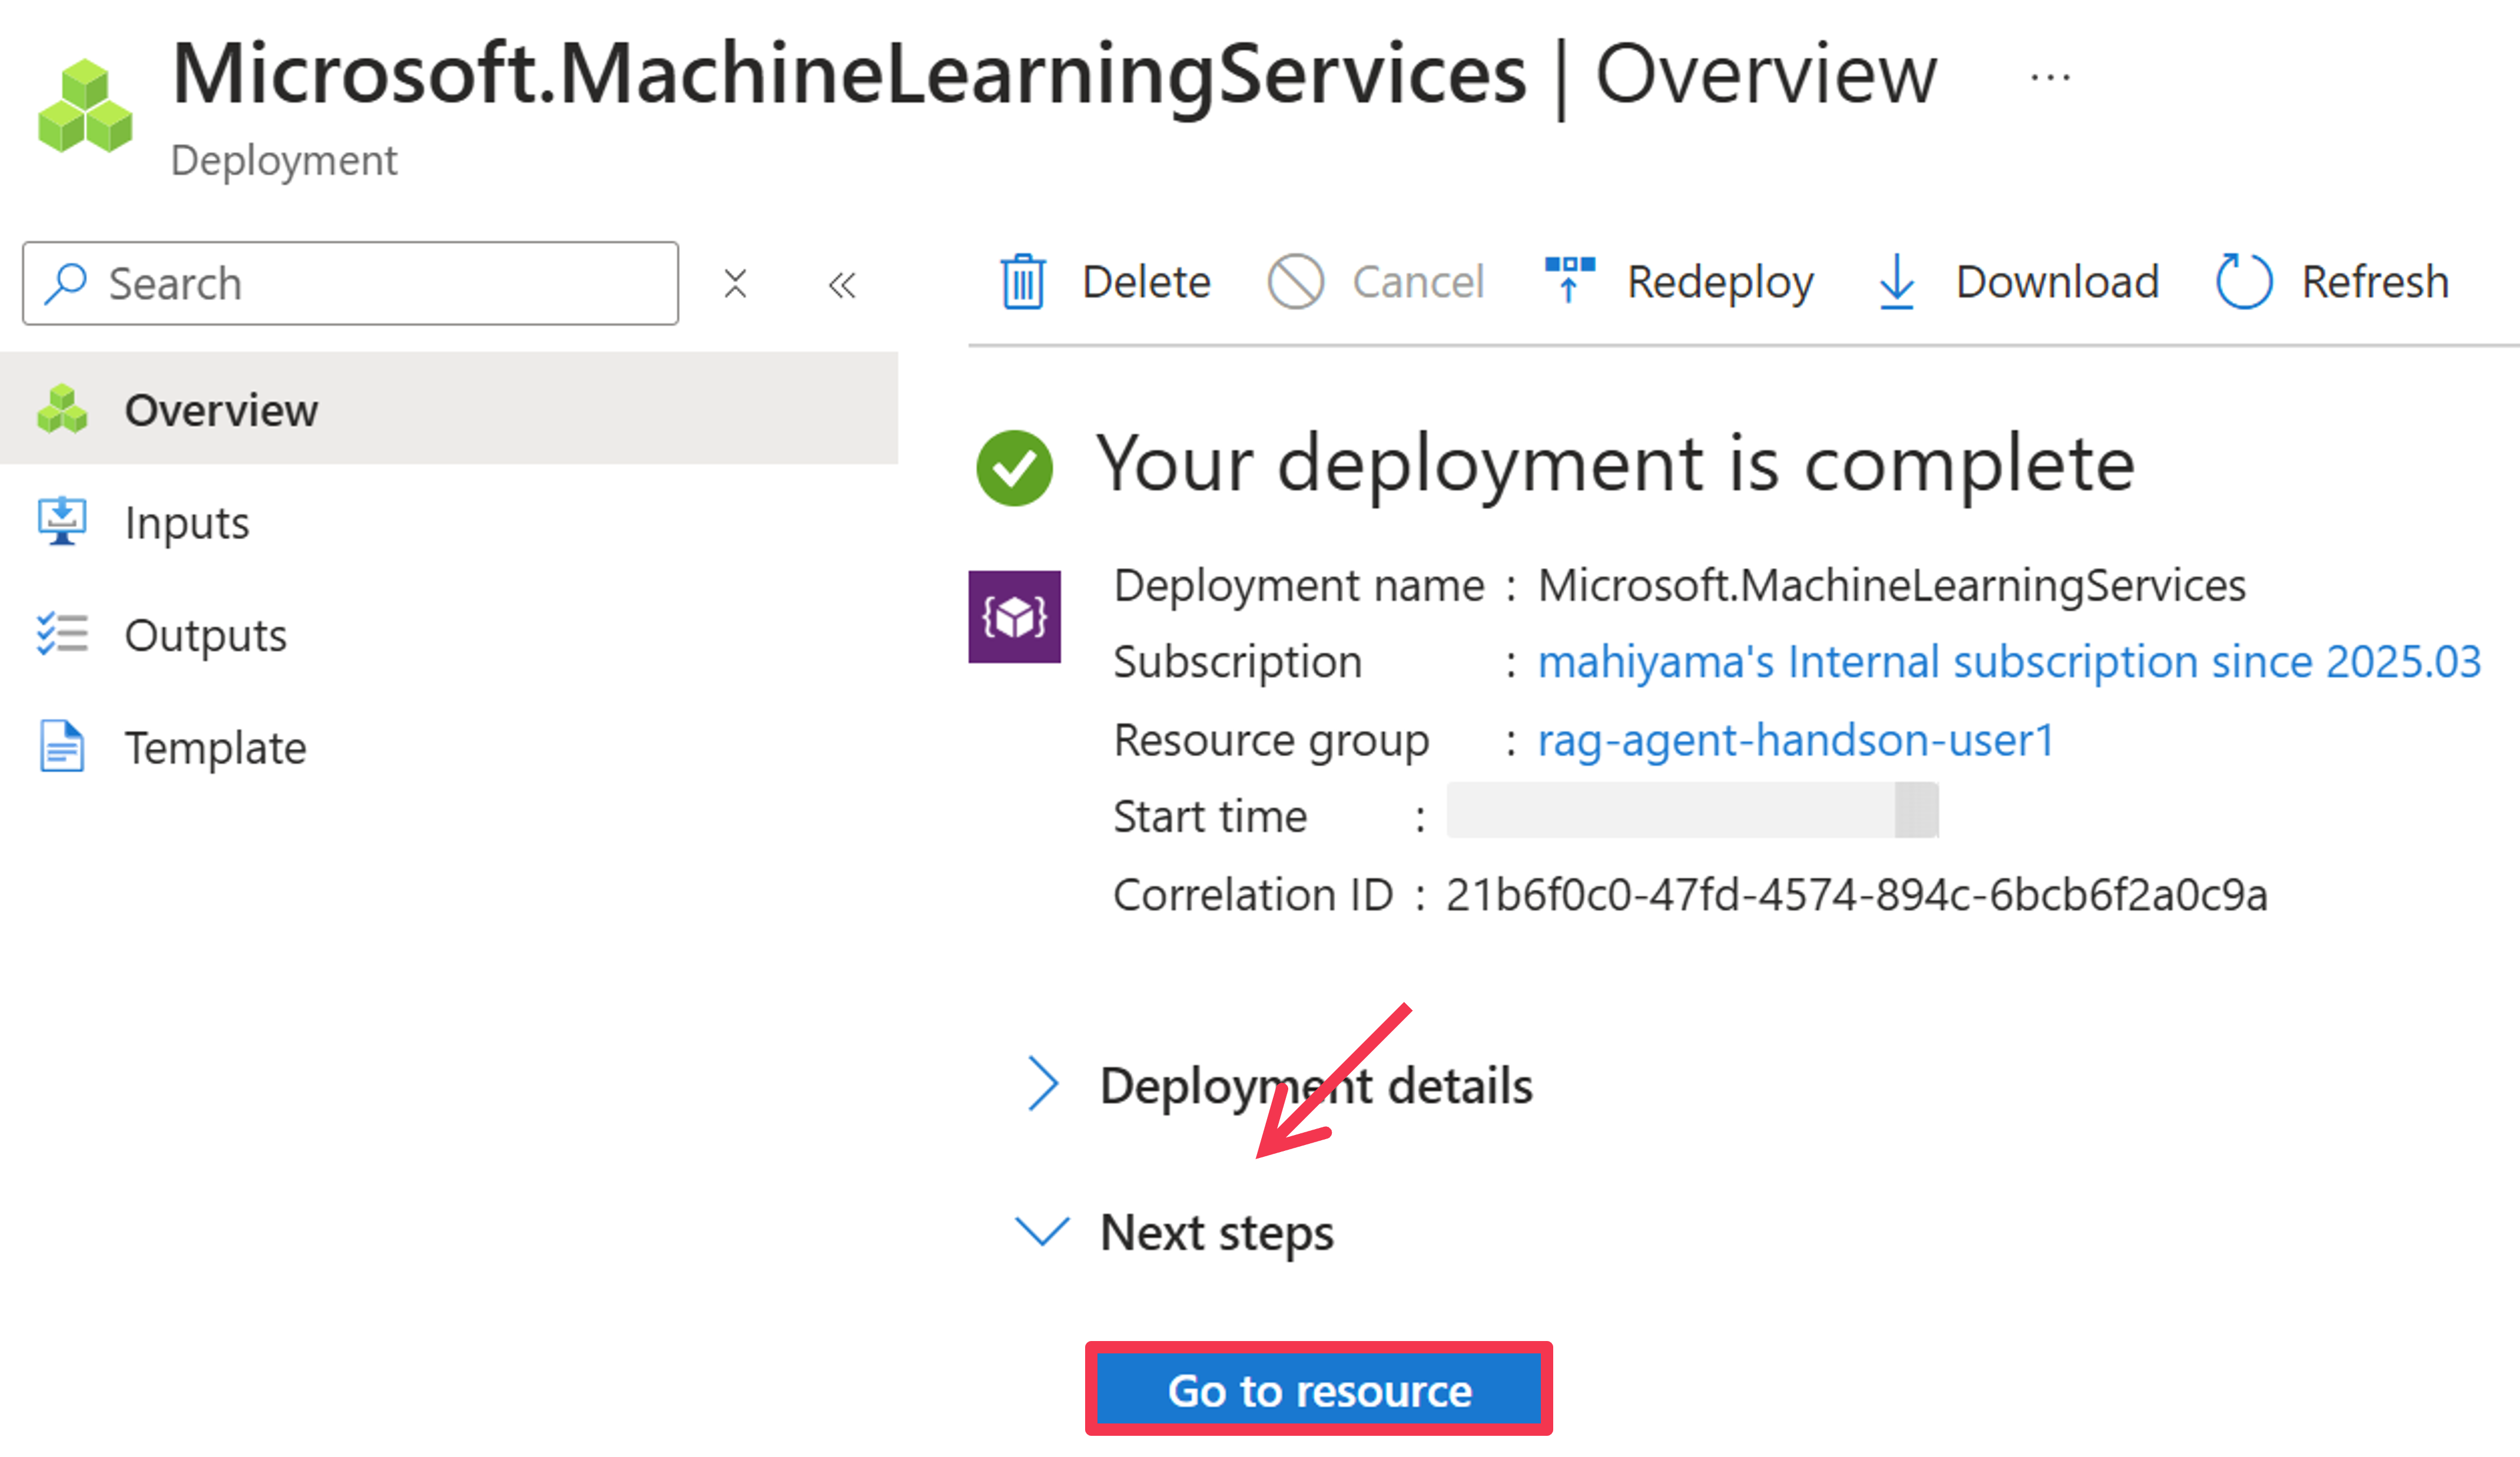 Microsoft.MachineLearningServices | Overview ...
Deployment
Search
Delete Cancel Redeploy Download Refresh
Overview
Inputs
Outputs
Template
Your deployment is complete
Deployment name : Microsoft.MachineLearningServices
Subscription : mahiyama's Internal subscription since 2025.03
Resource group : rag-agent-handson-user1
Start time :
Correlation ID : 21b6f0c0-47fd-4574-894c-6bcb6f2a0c9a
Deployment details
Next steps
Go to resource